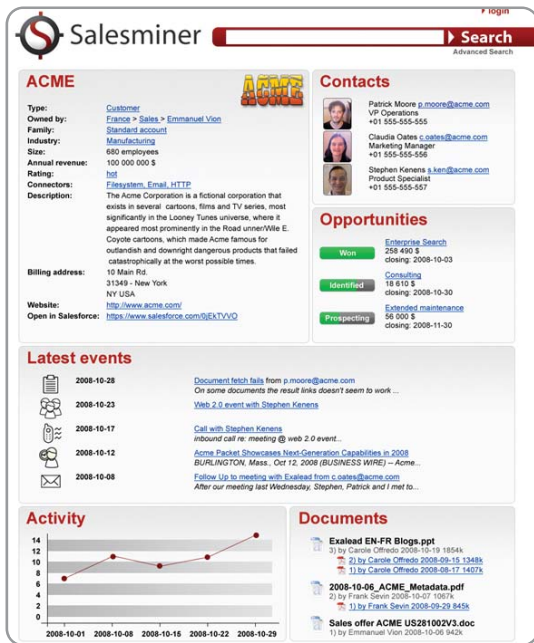 login
Salesminer
Search
Advanced Search
ACME
ACME
Type: Customer
Owned by: France > Sales > Emmanuel Vion
Family: Standard account
Industry: Manufacturing
Size: 680 employees
Annual revenue: 100 000 000 $
Rating: hot
Connectors: Filesystem, Email, HTTP
Description: The Acme Corporation is a fictional corporation that
exists in several cartoons, films and TV series, most
significantly in the Looney Tunes universe, where it
appeared most prominently in the Road unner/Wile E.
Coyote cartoons, which made Acme famous for
outlandish and downright dangerous products that failed
catastrophically at the worst possible times.
Billing address: 10 Main Rd.
31349 - New York
NY USA
Website: http://www.acme.com/
Open in Salesforce: https://www.salesforce.com/0jEkTVVO
Contacts
Patrick Moore p.moore@acme.com
VP Operations
+01 555-555-555
Claudia Oates c.oates@acme.com
Marketing Manager
+01 555-555-556
Stephen Kenens s.ken@acme.com
Product Specialist
+01 555-555-557
Opportunities
Won
Enterprise Search
258 490 $
closing: 2008-10-03
Identified
Consulting
18 610 $
closing: 2008-10-30
Prospecting
Extended maintenance
56 000 $
closing: 2008-11-30
Latest events
2008-10-28 Document fetch fails from p.moore@acme.com
On some documents the result links doesn't seem to work ...
2008-10-23 Web 2.0 event with Stephen Kenens
2008-10-17 Call with Stephen Kenens
inbound call re: meeting @ web 2.0 event...
2008-10-12 Acme Packet Showcases Next-Generation Capabilities in 2008
BURLINGTON, Mass., Oct 12, 2008 (BUSINESS WIRE) -- Acme...
2008-10-08 Follow Up to meeting with Exalead from c.oates@acme.com
After our meeting last Wednesday, Stephen, Patrick and I met to...
Activity
14
12
10
8
6
4
2
0
2008-10-01 2008-10-08 2008-10-15 2008-10-22 2008-10-29
Documents
Exalead EN-FR Blogs.ppt
3) by Carole Offredo 2008-10-19 1854k
2) by Carole Offredo 2008-09-15 1348k
1) by Carole Offredo 2008-08-17 1407k
2008-10-06_ACME_Metadata.pdf
2) by Frank Sevin 2008-10-07 1067k
1) by Frank Sevin 2008-09-29 845k
Sales offer ACME US281002V3.doc
1) by Emmanuel Vion 2008-10-06 942k